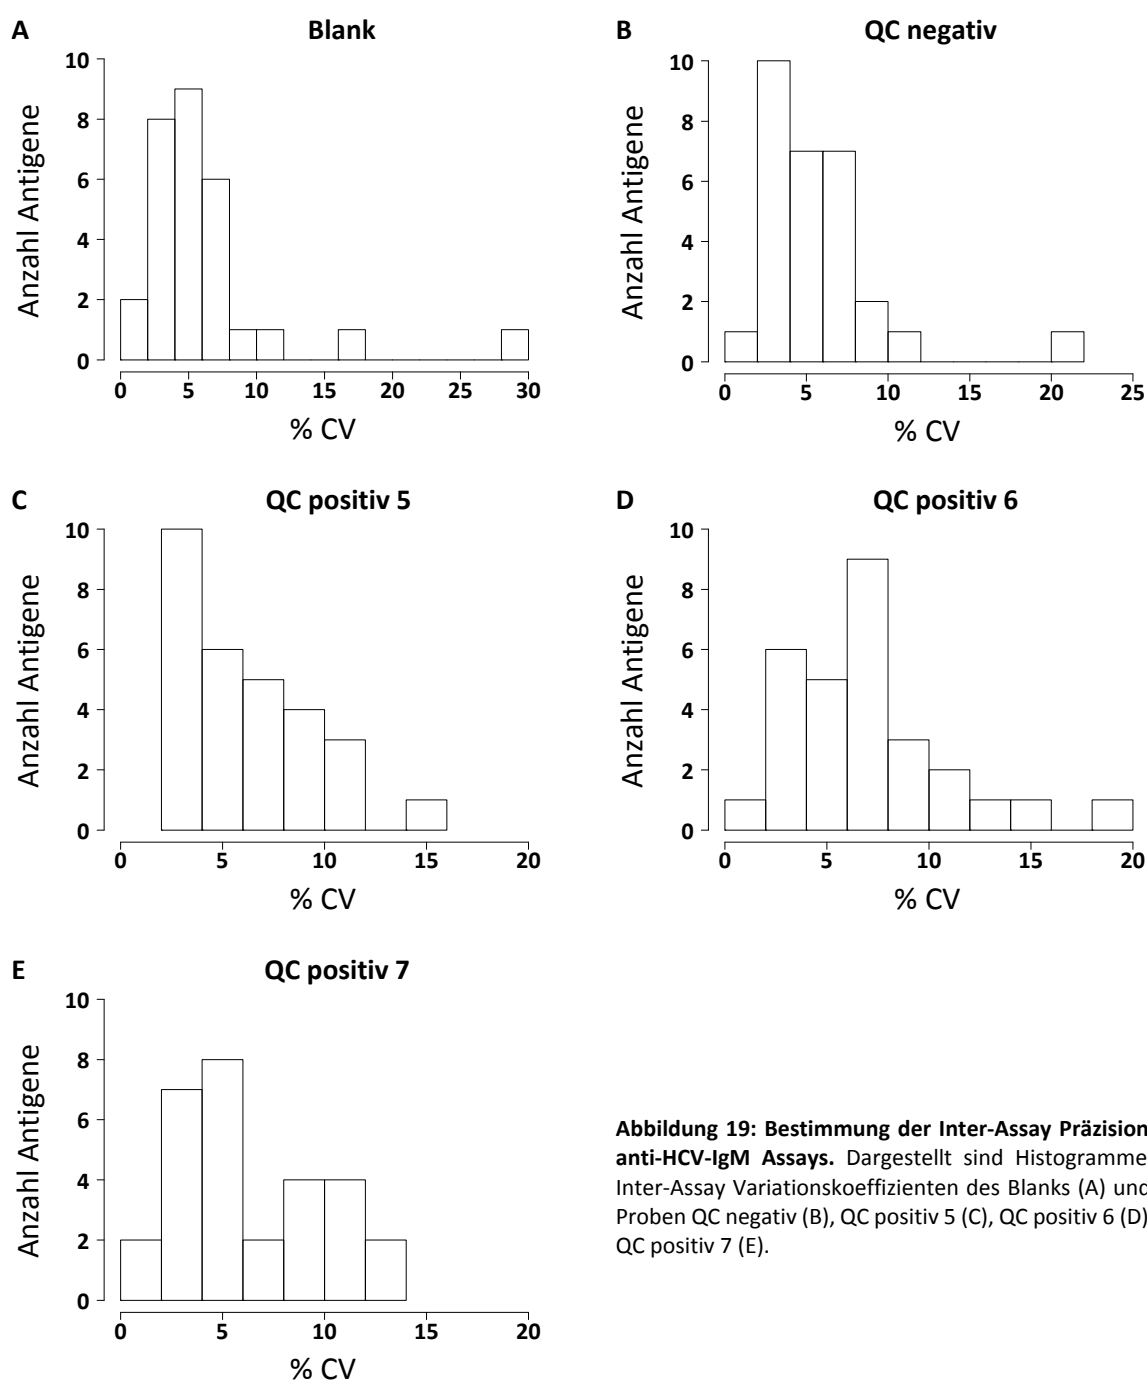 A
Blank
10
8
6
4
2
0
Anzahl Antigene
0 5 10 15 20 25 30
% CV
B
QC negativ
10
8
6
4
2
0
Anzahl Antigene
0 5 10 15 20 25
% CV
C
QC positiv 5
10
8
6
4
2
0
Anzahl Antigene
0 5 10 15 20
% CV
D
QC positiv 6
10
8
6
4
2
0
Anzahl Antigene
0 5 10 15 20
% CV
E
QC positiv 7
10
8
6
4
2
0
Anzahl Antigene
0 5 10 15 20
% CV
Abbildung 19: Bestimmung der Inter-Assay Präzision
anti-HCV-IgM Assays. Dargestellt sind Histogramme
Inter-Assay Variationskoeffizienten des Blanks (A) und
Proben QC negativ (B), QC positiv 5 (C), QC positiv 6 (D)
QC positiv 7 (E).